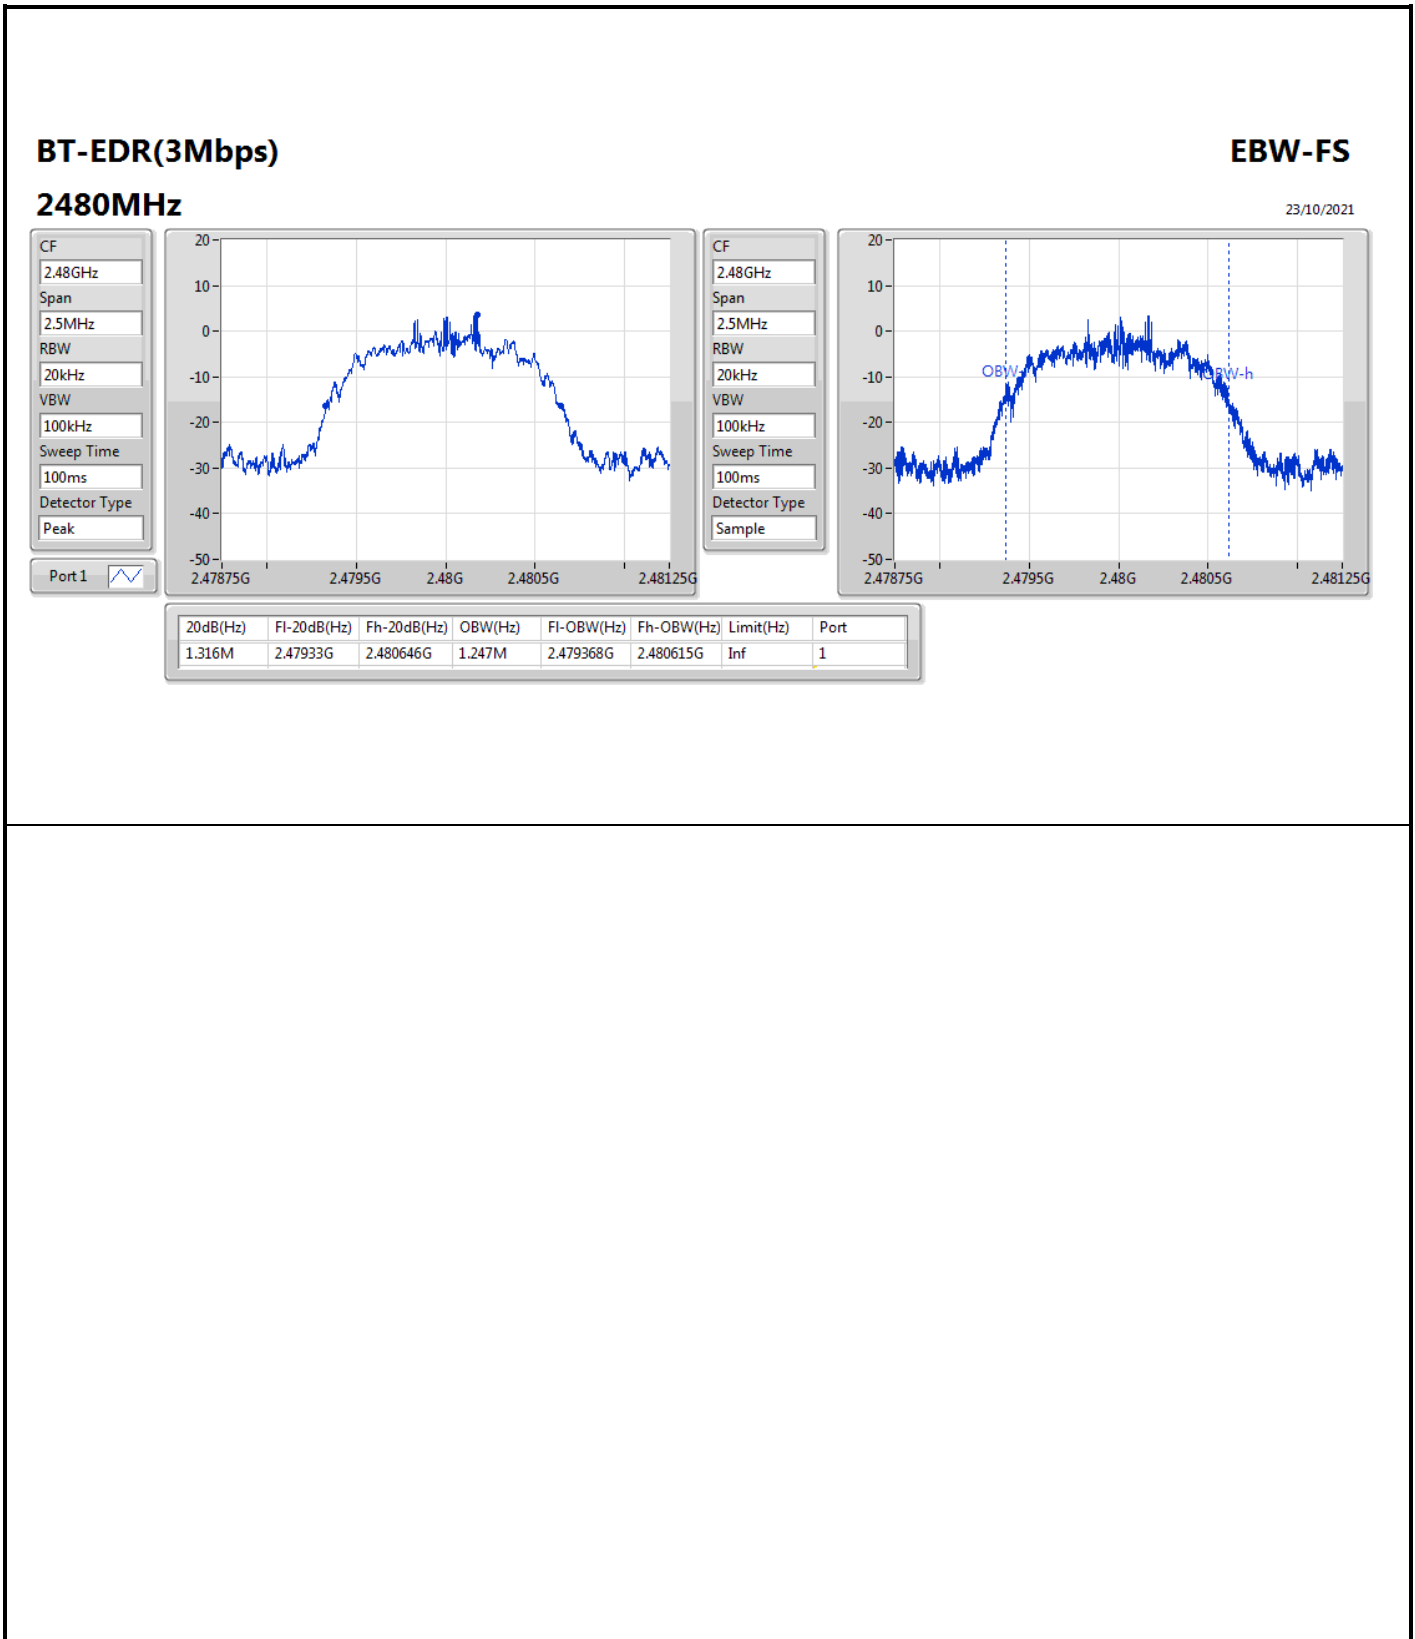 BT-EDR(3Mbps)
EBW-FS
2480MHz
23/10/2021
CF
2.48GHz
Span
2.5MHz
RBW
20kHz
VBW
100kHz
Sweep Time
100ms
Detector Type
Peak
Port 1
20
10
0
-10
-20
-30
-40
-50
2.47875G 2.4795G 2.48G 2.4805G 2.48125G
CF
2.48GHz
Span
2.5MHz
RBW
20kHz
VBW
100kHz
Sweep Time
100ms
Detector Type
Sample
20
10
0
-10
-20
-30
-40
-50
OBW-h
2.47875G 2.4795G 2.48G 2.4805G 2.48125G
20dB(Hz) Fl-20dB(Hz) Fh-20dB(Hz) OBW(Hz) Fl-OBW(Hz) Fh-OBW(Hz) Limit(Hz) Port
1.316M 2.47933G 2.480646G 1.247M 2.479368G 2.480615G Inf 1